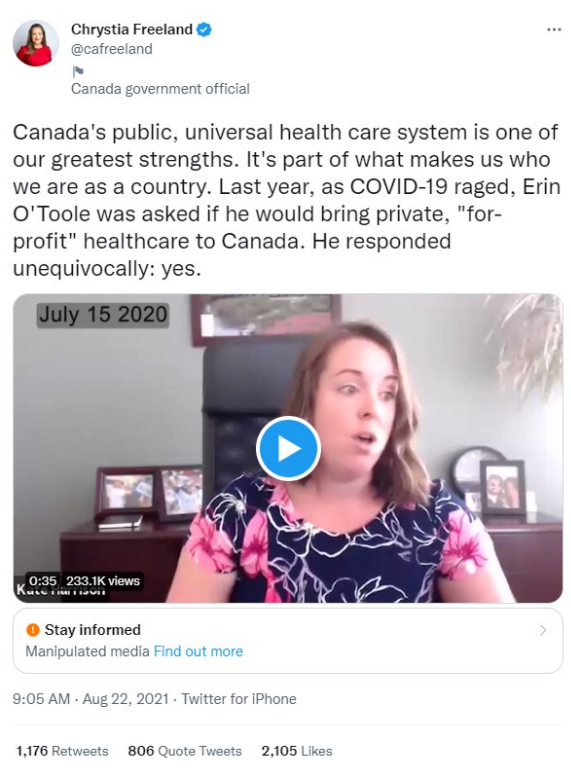 Chrystia Freeland
@cafreeland
Canada government official
Canada's public, universal health care system is one of
our greatest strengths. It's part of what makes us who
we are as a country. Last year, as COVID-19 raged, Erin
O'Toole was asked if he would bring private, "for-
profit" healthcare to Canada. He responded
unequivocally: yes.
July 15 2020
0:35 233.1K views
Kate Harrison
Stay informed
Manipulated media Find out more
9:05 AM · Aug 22, 2021 · Twitter for iPhone
1,176 Retweets 806 Quote Tweets 2,105 Likes